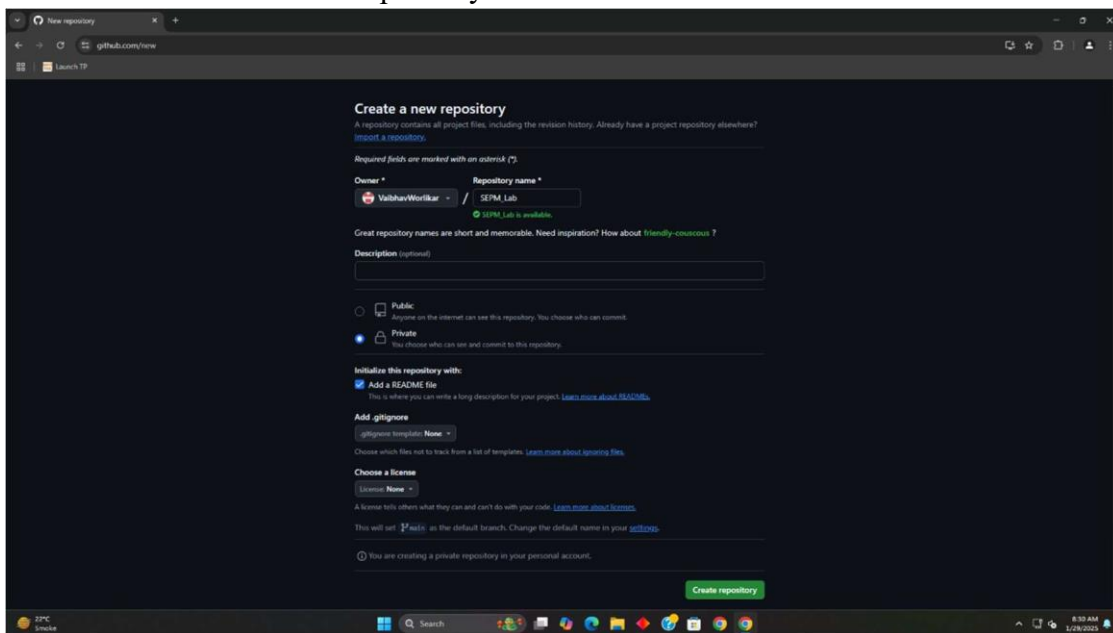 New repository
github.com/new
Launch TP
Create a new repository
A repository contains all project files, including the revision history. Already have a project repository elsewhere?
Import a repository.
Required fields are marked with an asterisk (*).
Owner * Repository name *
VaibhavWorlikar / SEPM_Lab
SEPM_Lab is available.
Great repository names are short and memorable. Need inspiration? How about friendly-couscous ?
Description (optional)
Public
Anyone on the internet can see this repository. You choose who can commit.
Private
You choose who can see and commit to this repository.
Initialize this repository with:
Add a README file
This is where you can write a long description for your project. Learn more about READMEs.
Add .gitignore
.gitignore template: None
Choose which files not to track from a list of templates. Learn more about ignoring files.
Choose a license
License: None
A license tells others what they can and can't do with your code. Learn more about licenses.
This will set main as the default branch. Change the default name in your settings.
You are creating a private repository in your personal account.
Create repository
22°C
Smoke
Search
8:30 AM
1/29/2025